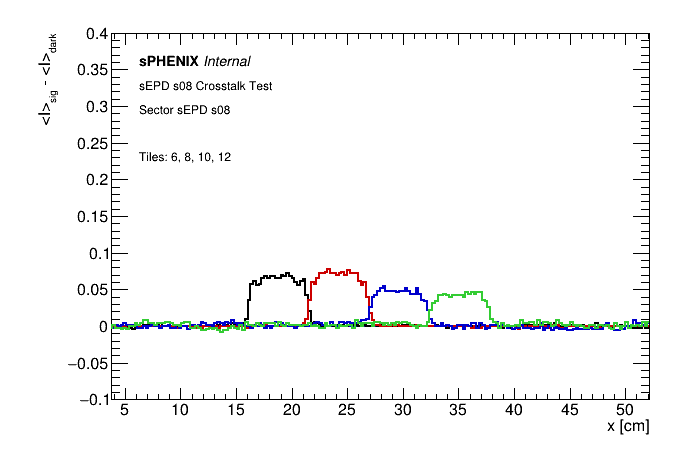 0.4
<I>sig - <I>dark
sPHENIX Internal
0.35
sEPD s08 Crosstalk Test
Sector sEPD s08
0.3
0.25
Tiles: 6, 8, 10, 12
0.2
0.15
0.1
0.05
0
−0.05
−0.1
5 10 15 20 25 30 35 40 45 50
x [cm]